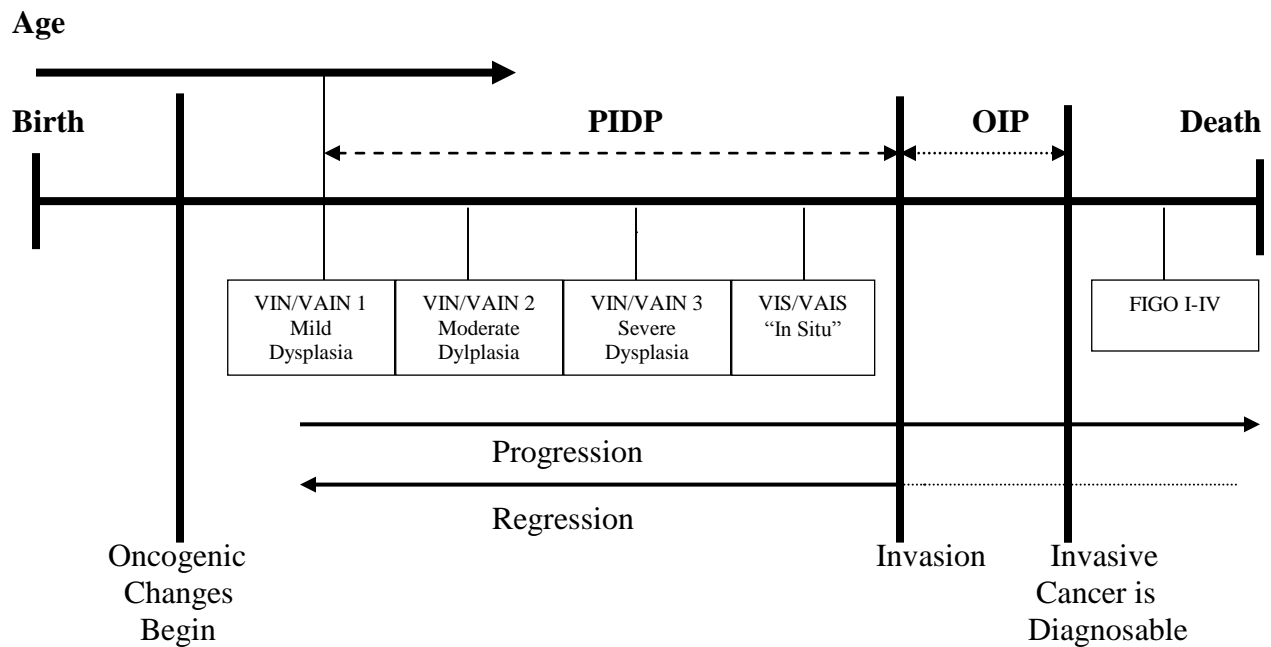 Age
Birth
PIDP
OIP
Death
VIN/VAIN 1
Mild
Dysplasia
VIN/VAIN 2
Moderate
Dylplasia
VIN/VAIN 3
Severe
Dysplasia
VIS/VAIS
“In Situ”
FIGO I-IV
Progression
Regression
Oncogenic
Changes
Begin
Invasion
Invasive
Cancer is
Diagnosable